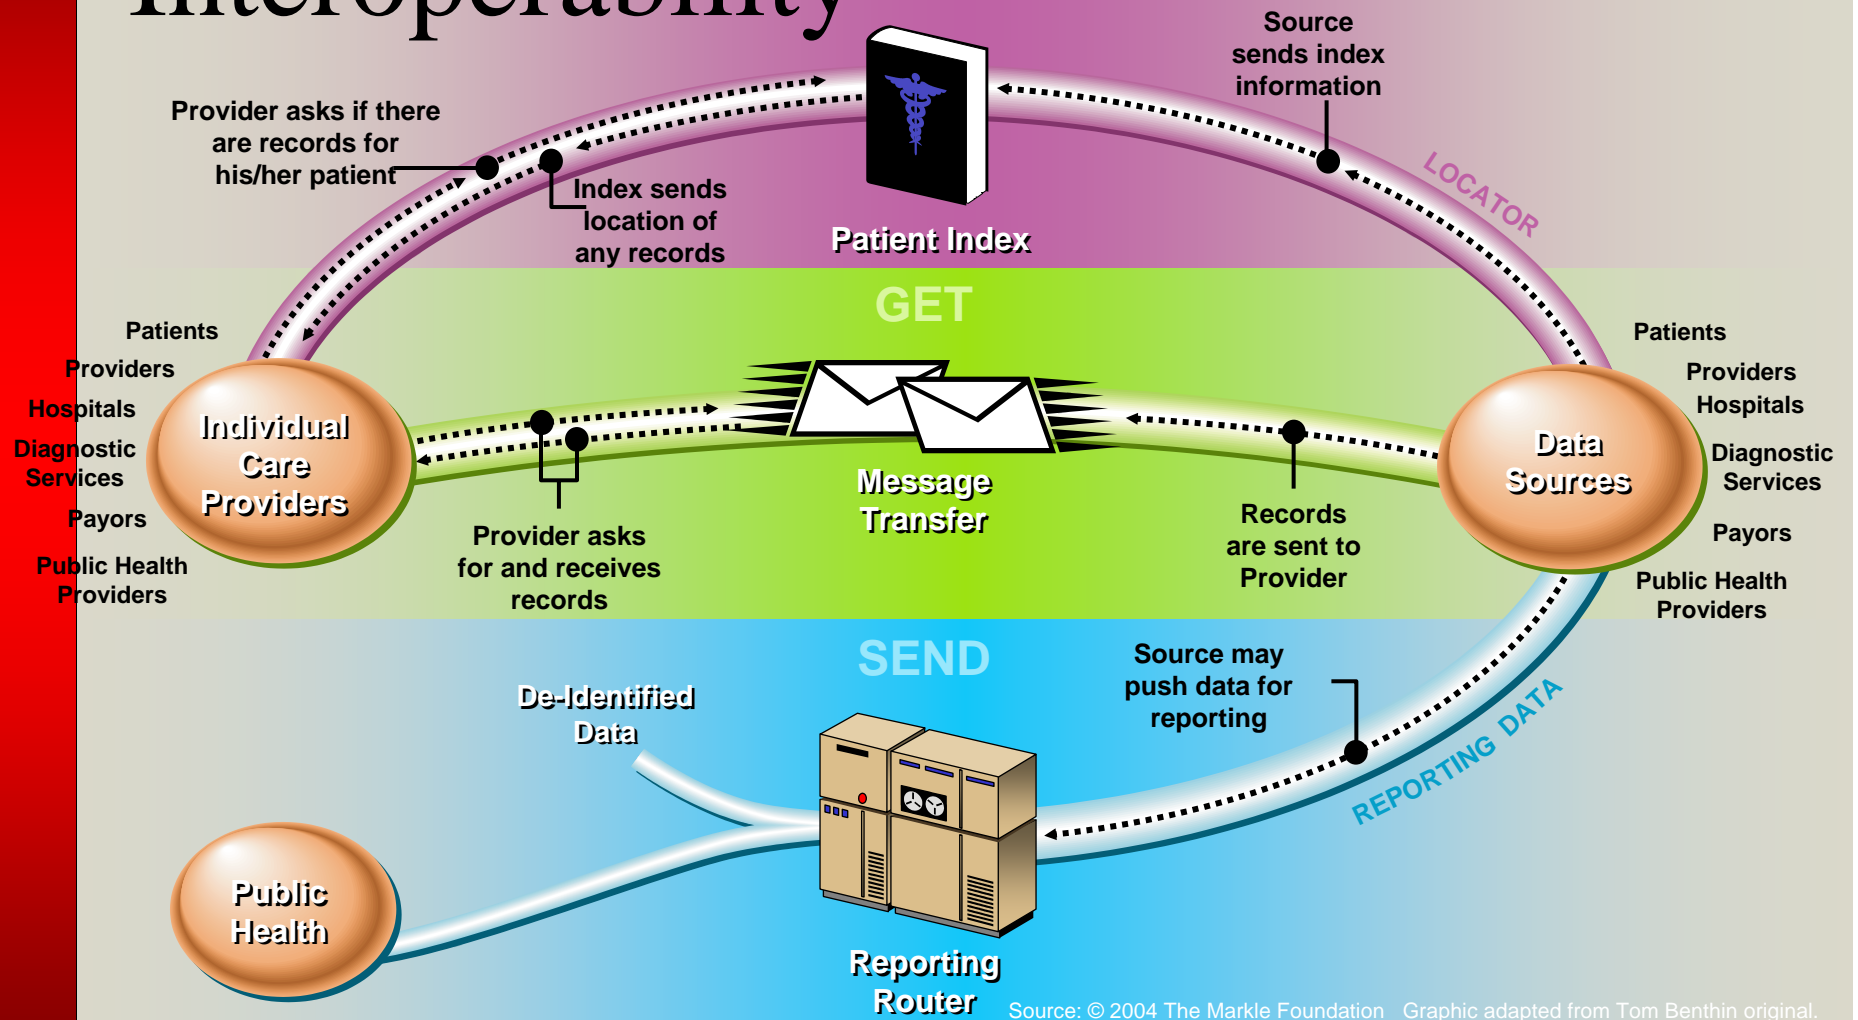 Interoperability
Source
sends index
information
Provider asks if there
are records for
his/her patient
Index sends
location of
any records
Patient Index
LOCATOR
GET
Patients
Providers
Hospitals
Diagnostic
Services
Payors
Public Health
Providers
Individual
Care
Providers
Provider asks
for and receives
records
Message
Transfer
Records
are sent to
Provider
Data
Sources
Patients
Providers
Hospitals
Diagnostic
Services
Payors
Public Health
Providers
SEND
De-Identified
Data
Source may
push data for
reporting
REPORTING DATA
Public
Health
Reporting
Router
Source: © 2004 The Markle Foundation Graphic adapted from Tom Benthin original.